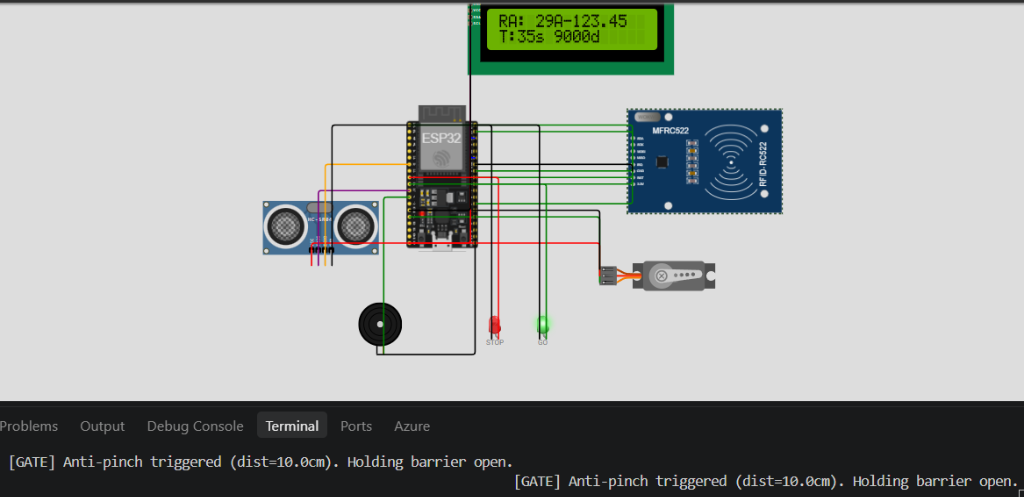 RA: 29A-123.45
T:35s 9000d
ESP32
MFRC522
RFID-RC522
STOP
GO
Problems Output Debug Console Terminal Ports Azure
[GATE] Anti-pinch triggered (dist=10.0cm). Holding barrier open.
[GATE] Anti-pinch triggered (dist=10.0cm). Holding barrier open.